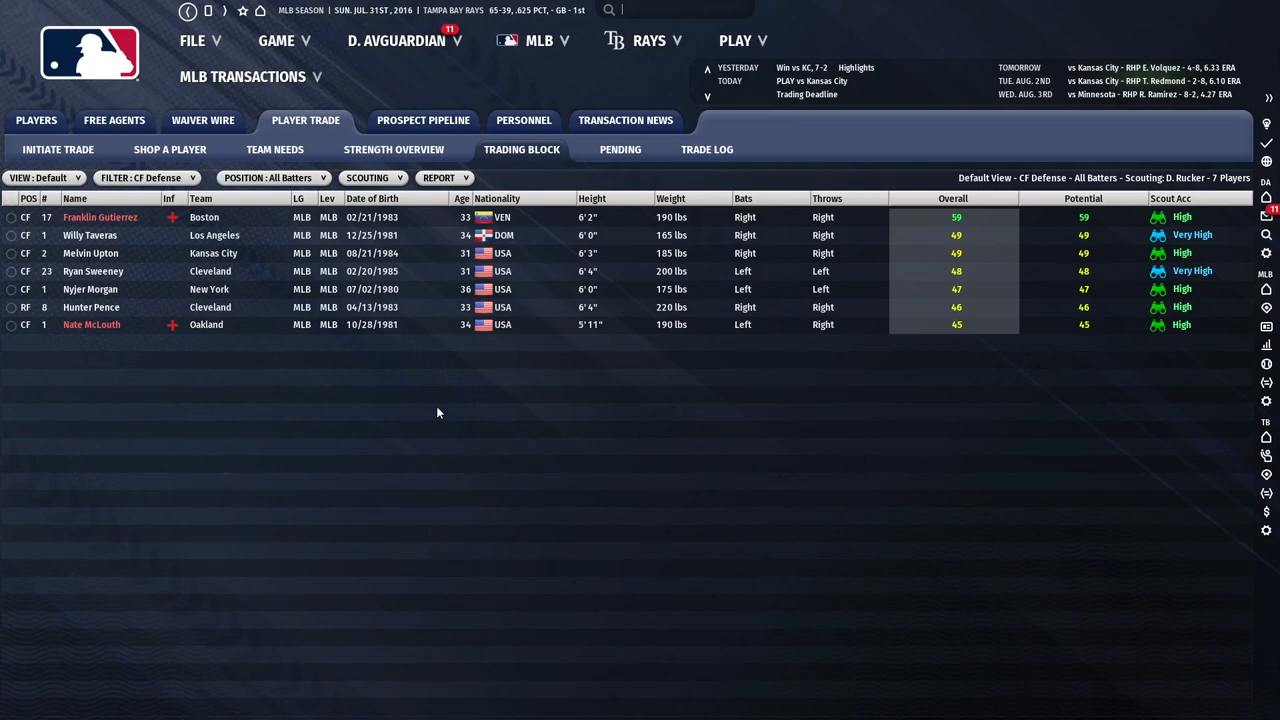 MLB SEASON | SUN. JUL. 31ST, 2016 | TAMPA BAY RAYS 65-39, .625 PCT, - GB - 1st
FILE GAME D. AVGUARDIAN 11 MLB TB RAYS PLAY
MLB TRANSACTIONS
YESTERDAY Win vs KC, 7-2 Highlights TOMORROW vs Kansas City - RHP E. Volquez - 4-8, 6.33 ERA
TODAY PLAY vs Kansas City TUE. AUG. 2ND vs Kansas City - RHP T. Redmond - 2-8, 6.10 ERA
Trading Deadline WED. AUG. 3RD vs Minnesota - RHP R. Ramirez - 8-2, 4.27 ERA
PLAYERS FREE AGENTS WAIVER WIRE PLAYER TRADE PROSPECT PIPELINE PERSONNEL TRANSACTION NEWS
INITIATE TRADE SHOP A PLAYER TEAM NEEDS STRENGTH OVERVIEW TRADING BLOCK PENDING TRADE LOG
VIEW : Default FILTER : CF Defense POSITION : All Batters SCOUTING REPORT Default View - CF Defense - All Batters - Scouting: D. Rucker - 7 Players
POS # Name Inf Team LG Lev Date of Birth Age Nationality Height Weight Bats Throws Overall Potential Scout Acc
CF 17 Franklin Gutierrez Boston MLB MLB 02/21/1983 33 VEN 6' 2" 190 lbs Right Right 59 59 High
CF 1 Willy Taveras Los Angeles MLB MLB 12/25/1981 34 DOM 6' 0" 165 lbs Right Right 49 49 Very High
CF 2 Melvin Upton Kansas City MLB MLB 08/21/1984 31 USA 6' 3" 185 lbs Right Right 49 49 High
CF 23 Ryan Sweeney Cleveland MLB MLB 02/20/1985 31 USA 6' 4" 200 lbs Left Left 48 48 Very High
CF 1 Nyjer Morgan New York MLB MLB 07/02/1980 36 USA 6' 0" 175 lbs Left Left 47 47 High
RF 8 Hunter Pence Cleveland MLB MLB 04/13/1983 33 USA 6' 4" 220 lbs Right Right 46 46 High
CF 1 Nate McLouth Oakland MLB MLB 10/28/1981 34 USA 5' 11" 190 lbs Left Right 45 45 High
DA
11
MLB
TB